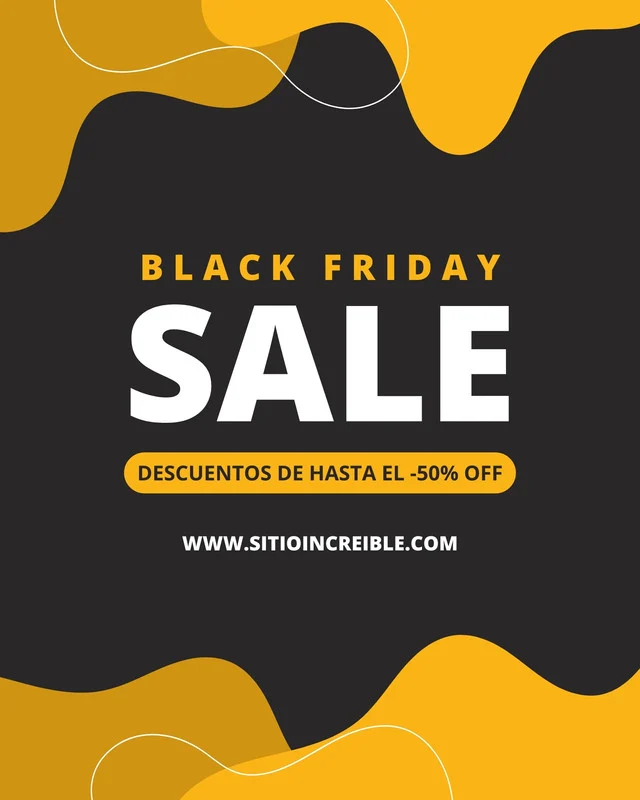 BLACK FRIDAY
SALE
DESCUENTOS DE HASTA EL -50% OFF
WWW.SITIOINCREIBLE.COM